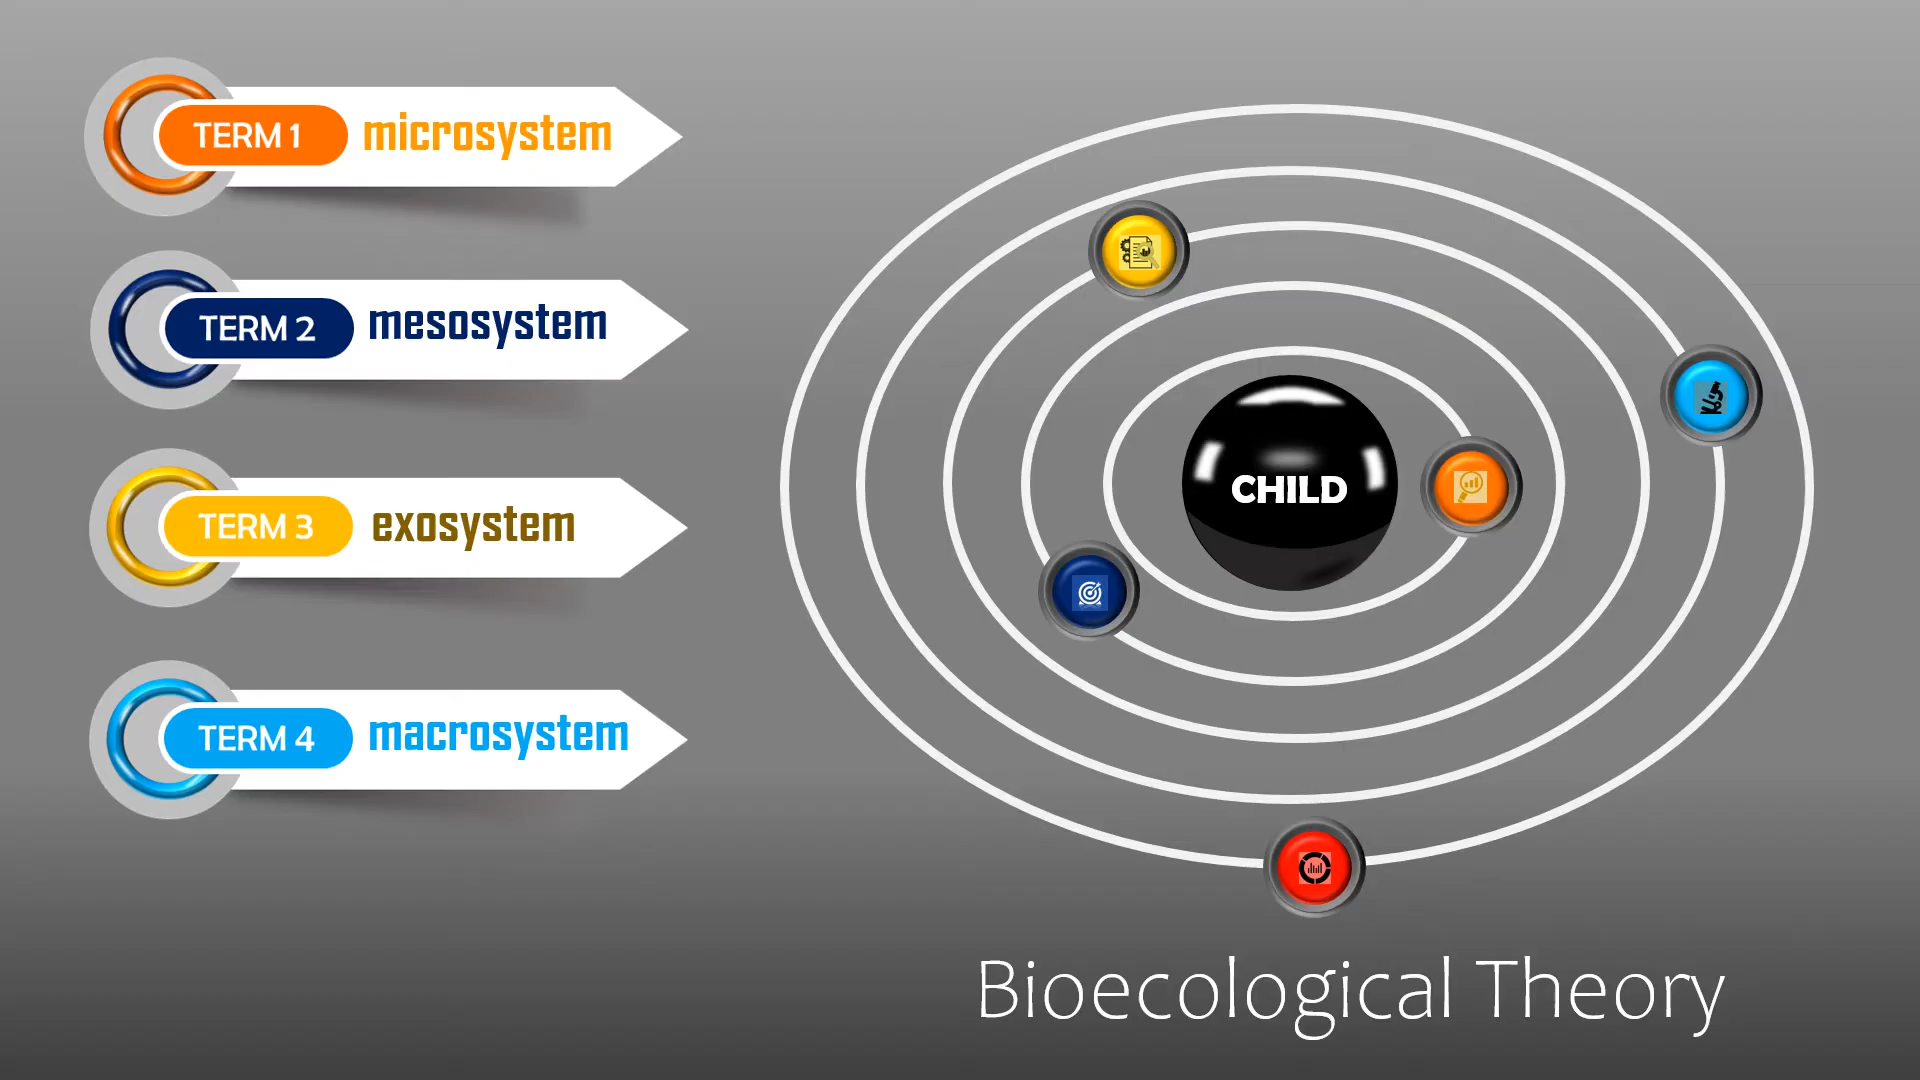 TERM 1 microsystem
TERM 2 mesosystem
TERM 3 exosystem
TERM 4 macrosystem
CHILD
Bioecological Theory